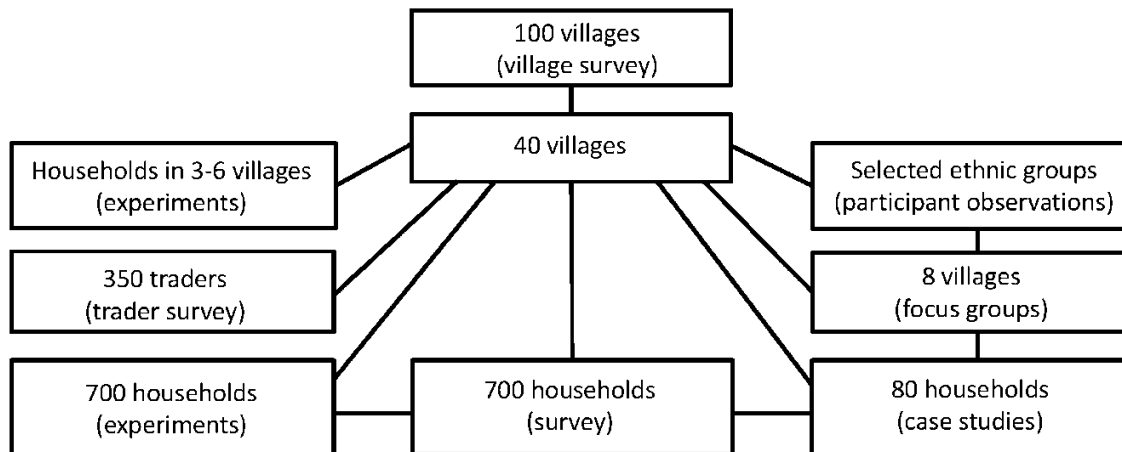 100 villages
(village survey)
40 villages
Households in 3-6 villages
(experiments)
Selected ethnic groups
(participant observations)
350 traders
(trader survey)
8 villages
(focus groups)
700 households
(experiments)
700 households
(survey)
80 households
(case studies)